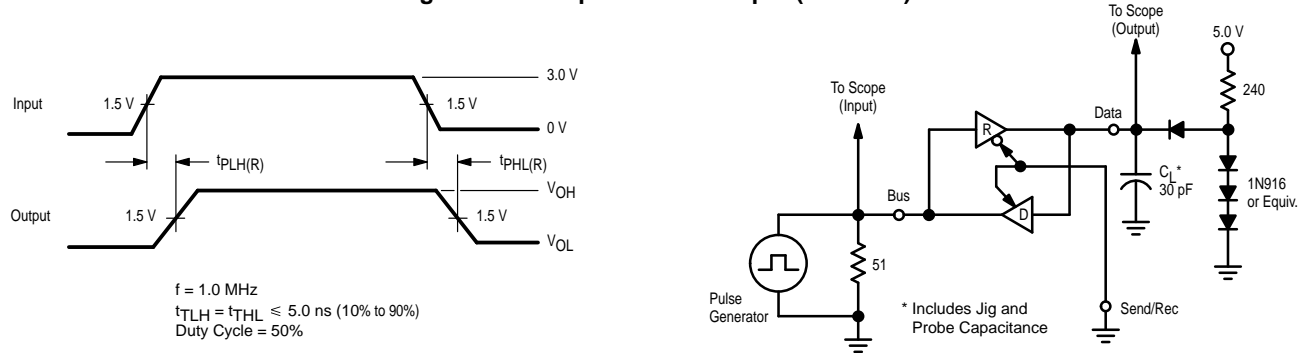 To Scope
(Output)
5.0 V
3.0 V
240
To Scope
(Input)
Input
1.5 V
1.5 V
Data
R
0 V
tPLH(R)
tPHL(R)
CL*
30 pF
1N916
or Equiv.
VOH
Bus
Output
1.5 V
1.5 V
D
VOL
51
f = 1.0 MHz
tTLH = tTHL ≤ 5.0 ns (10% to 90%)
Duty Cycle = 50%
Pulse
Generator
* Includes Jig and
Probe Capacitance
Send/Rec